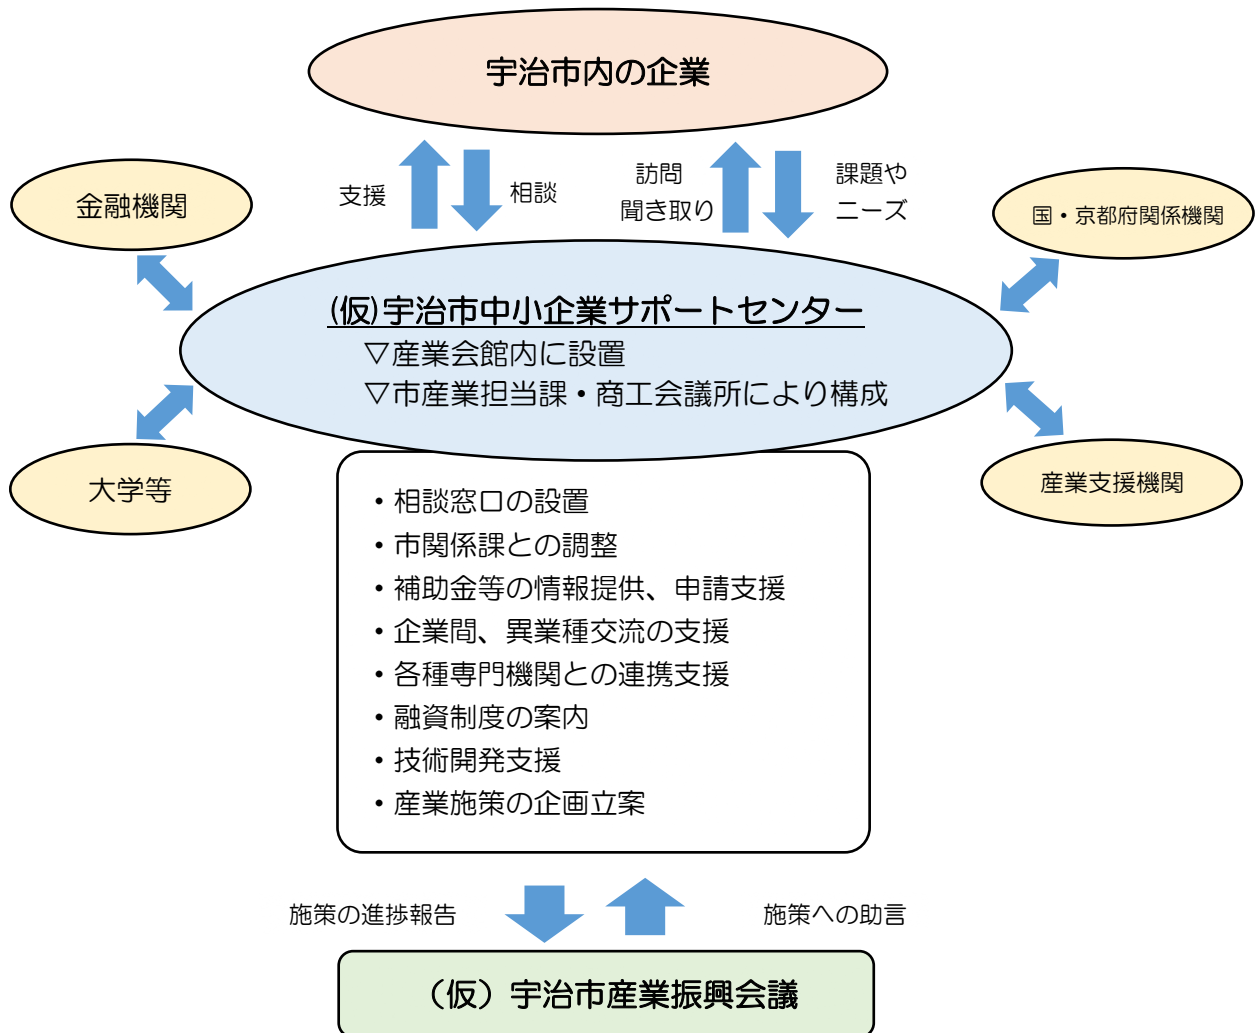 宇治市内の企業
支援
相談
訪問
聞き取り
課題や
ニーズ
金融機関
国・京都府関係機関
(仮)宇治市中小企業サポートセンター
▽産業会館内に設置
▽市産業担当課・商工会議所により構成
大学等
産業支援機関
・相談窓口の設置
・市関係課との調整
・補助金等の情報提供、申請支援
・企業間、異業種交流の支援
・各種専門機関との連携支援
・融資制度の案内
・技術開発支援
・産業施策の企画立案
施策の進捗報告
施策への助言
（仮）宇治市産業振興会議